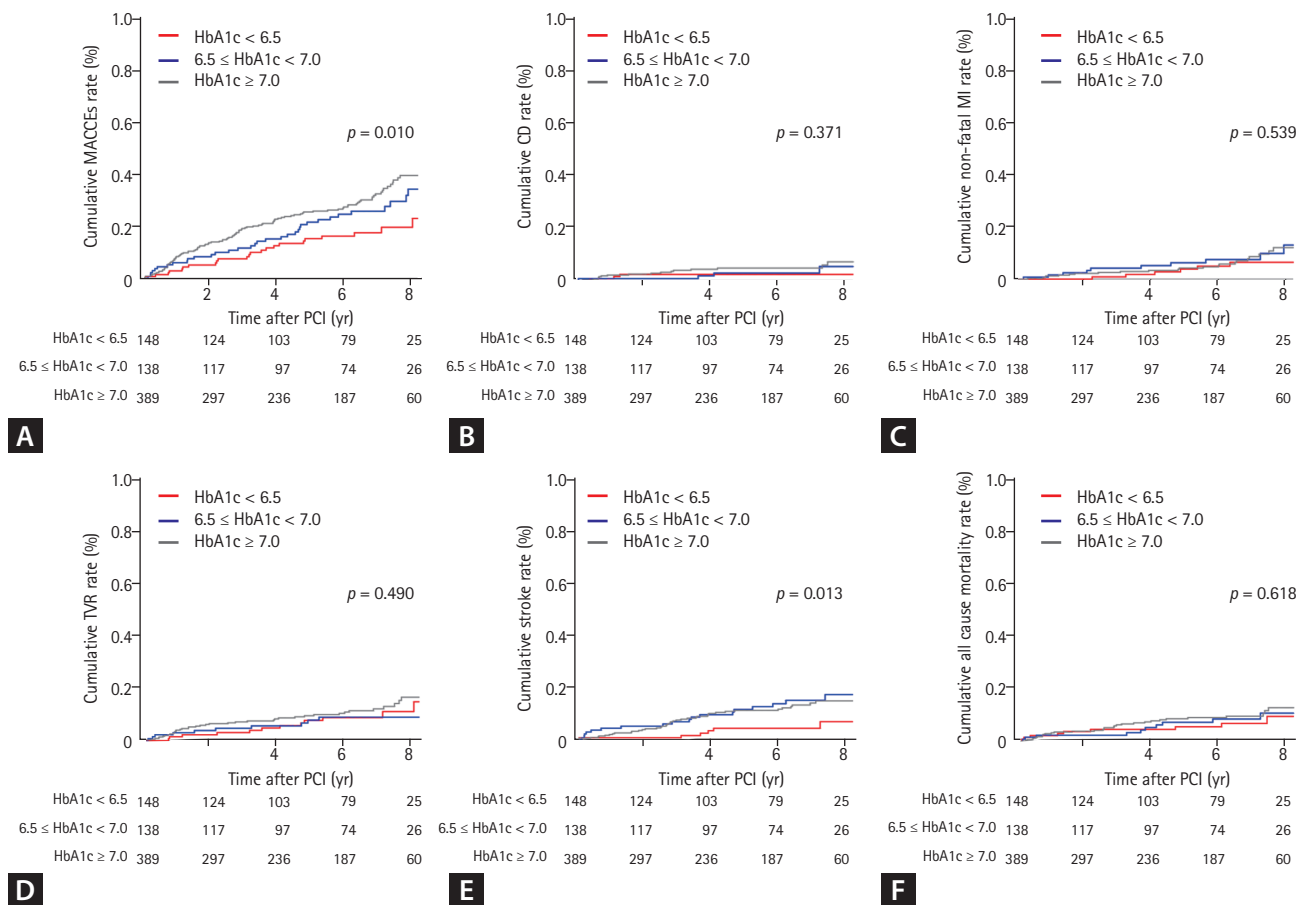 Cumulative MACCEs rate (%)
1.0
0.8
0.6
0.4
0.2
0
HbA1c < 6.5
6.5 ≤ HbA1c < 7.0
HbA1c ≥ 7.0
p = 0.010
2 4 6 8
Time after PCI (yr)
HbA1c < 6.5 148 124 103 79 25
6.5 ≤ HbA1c < 7.0 138 117 97 74 26
HbA1c ≥ 7.0 389 297 236 187 60
A
Cumulative CD rate (%)
1.0
0.8
0.6
0.4
0.2
0
HbA1c < 6.5
6.5 ≤ HbA1c < 7.0
HbA1c ≥ 7.0
p = 0.371
4 6 8
Time after PCI (yr)
HbA1c < 6.5 148 124 103 79 25
6.5 ≤ HbA1c < 7.0 138 117 97 74 26
HbA1c ≥ 7.0 389 297 236 187 60
B
Cumulative non-fatal MI rate (%)
1.0
0.8
0.6
0.4
0.2
0
HbA1c < 6.5
6.5 ≤ HbA1c < 7.0
HbA1c ≥ 7.0
p = 0.539
4 6 8
Time after PCI (yr)
HbA1c < 6.5 148 124 103 79 25
6.5 ≤ HbA1c < 7.0 138 117 97 74 26
HbA1c ≥ 7.0 389 297 236 187 60
C
Cumulative TVR rate (%)
1.0
0.8
0.6
0.4
0.2
0
HbA1c < 6.5
6.5 ≤ HbA1c < 7.0
HbA1c ≥ 7.0
p = 0.490
4 6 8
Time after PCI (yr)
HbA1c < 6.5 148 124 103 79 25
6.5 ≤ HbA1c < 7.0 138 117 97 74 26
HbA1c ≥ 7.0 389 297 236 187 60
D
Cumulative stroke rate (%)
1.0
0.8
0.6
0.4
0.2
0
HbA1c < 6.5
6.5 ≤ HbA1c < 7.0
HbA1c ≥ 7.0
p = 0.013
4 6 8
Time after PCI (yr)
HbA1c < 6.5 148 124 103 79 25
6.5 ≤ HbA1c < 7.0 138 117 97 74 26
HbA1c ≥ 7.0 389 297 236 187 60
E
Cumulative all cause mortality rate (%)
1.0
0.8
0.6
0.4
0.2
0
HbA1c < 6.5
6.5 ≤ HbA1c < 7.0
HbA1c ≥ 7.0
p = 0.618
4 6 8
Time after PCI (yr)
HbA1c < 6.5 148 124 103 79 25
6.5 ≤ HbA1c < 7.0 138 117 97 74 26
HbA1c ≥ 7.0 389 297 236 187 60
F